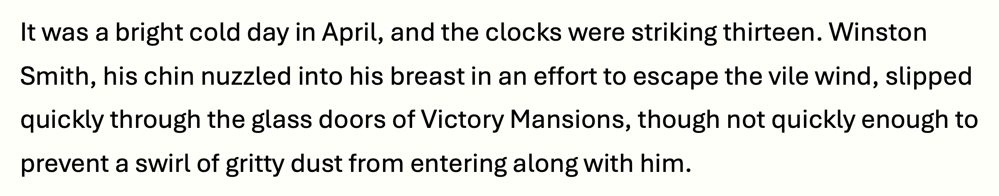 It was a bright cold day in April, and the clocks were striking thirteen. Winston
Smith, his chin nuzzled into his breast in an effort to escape the vile wind, slipped
quickly through the glass doors of Victory Mansions, though not quickly enough to
prevent a swirl of gritty dust from entering along with him.